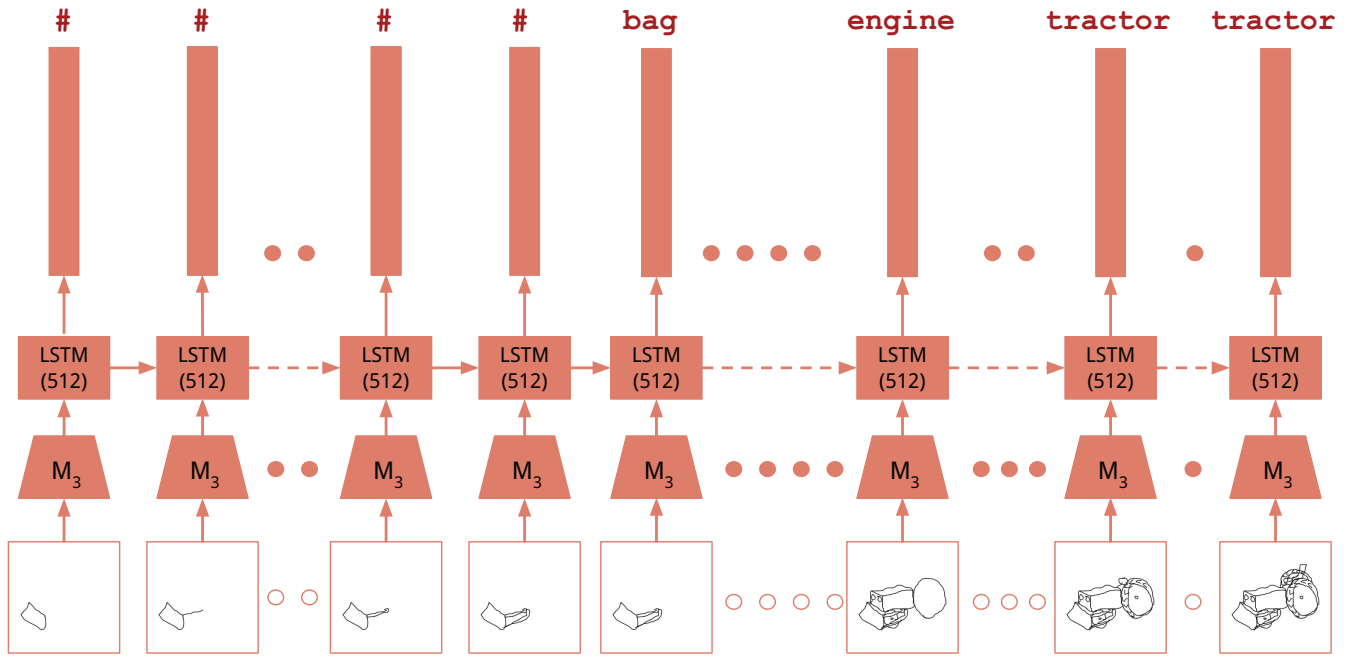 # # # # bag engine tractor tractor
LSTM LSTM LSTM LSTM LSTM LSTM LSTM LSTM
(512) (512) (512) (512) (512) (512) (512) (512)
M3 M3 M3 M3 M3 M3 M3 M3